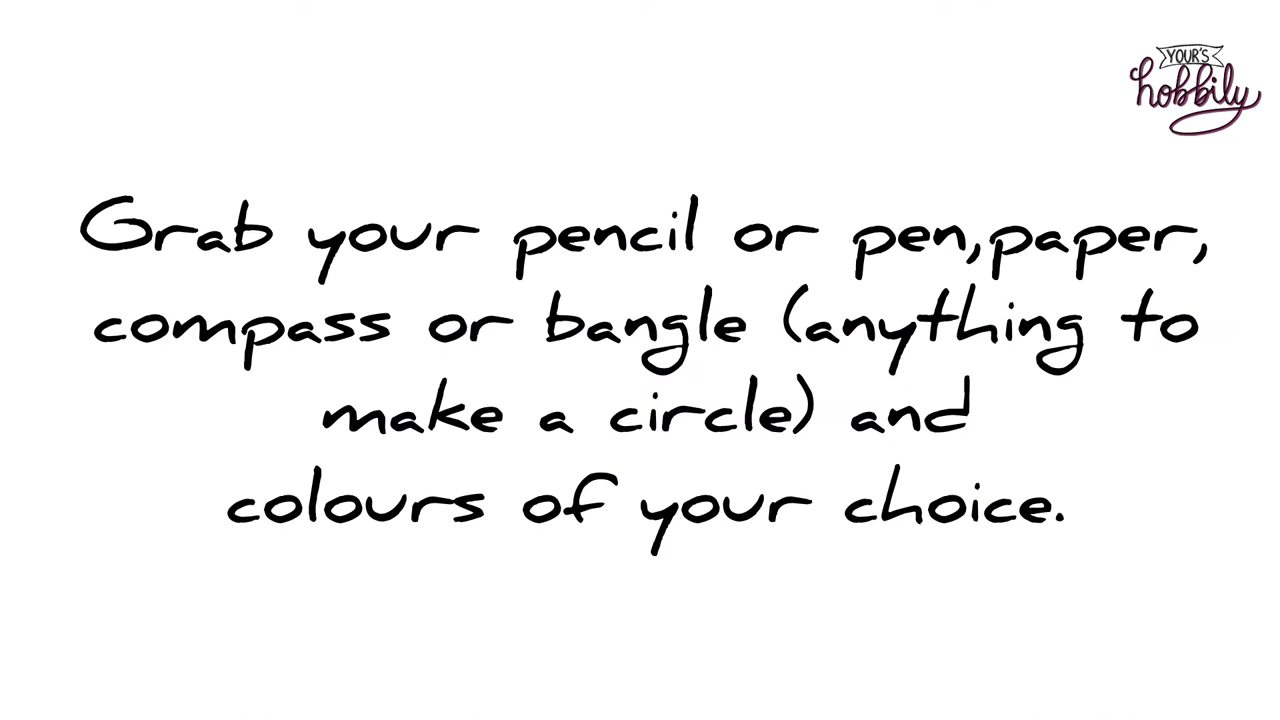 YOUR'S
hobbily
Grab your pencil or pen,paper,
compass or bangle (anything to
make a circle) and
colours of your choice.